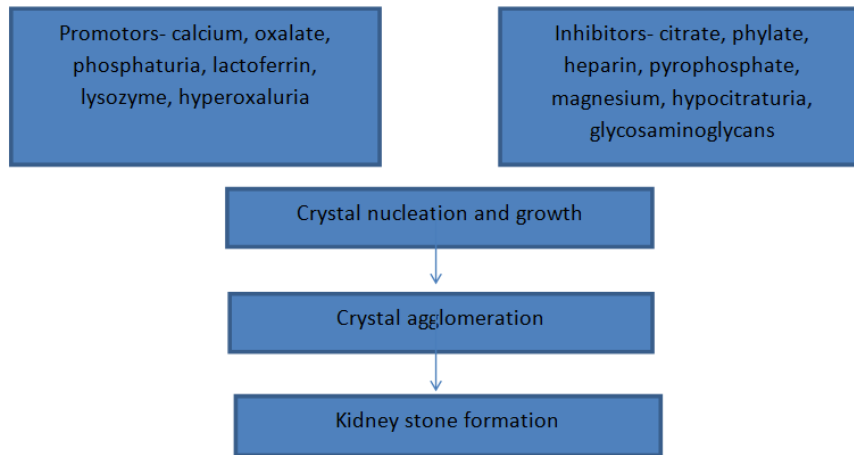 Promotors- calcium, oxalate,
phosphaturia, lactoferrin,
lysozyme, hyperoxaluria
Inhibitors- citrate, phylate,
heparin, pyrophosphate,
magnesium, hypocitraturia,
glycosaminoglycans
Crystal nucleation and growth
Crystal agglomeration
Kidney stone formation